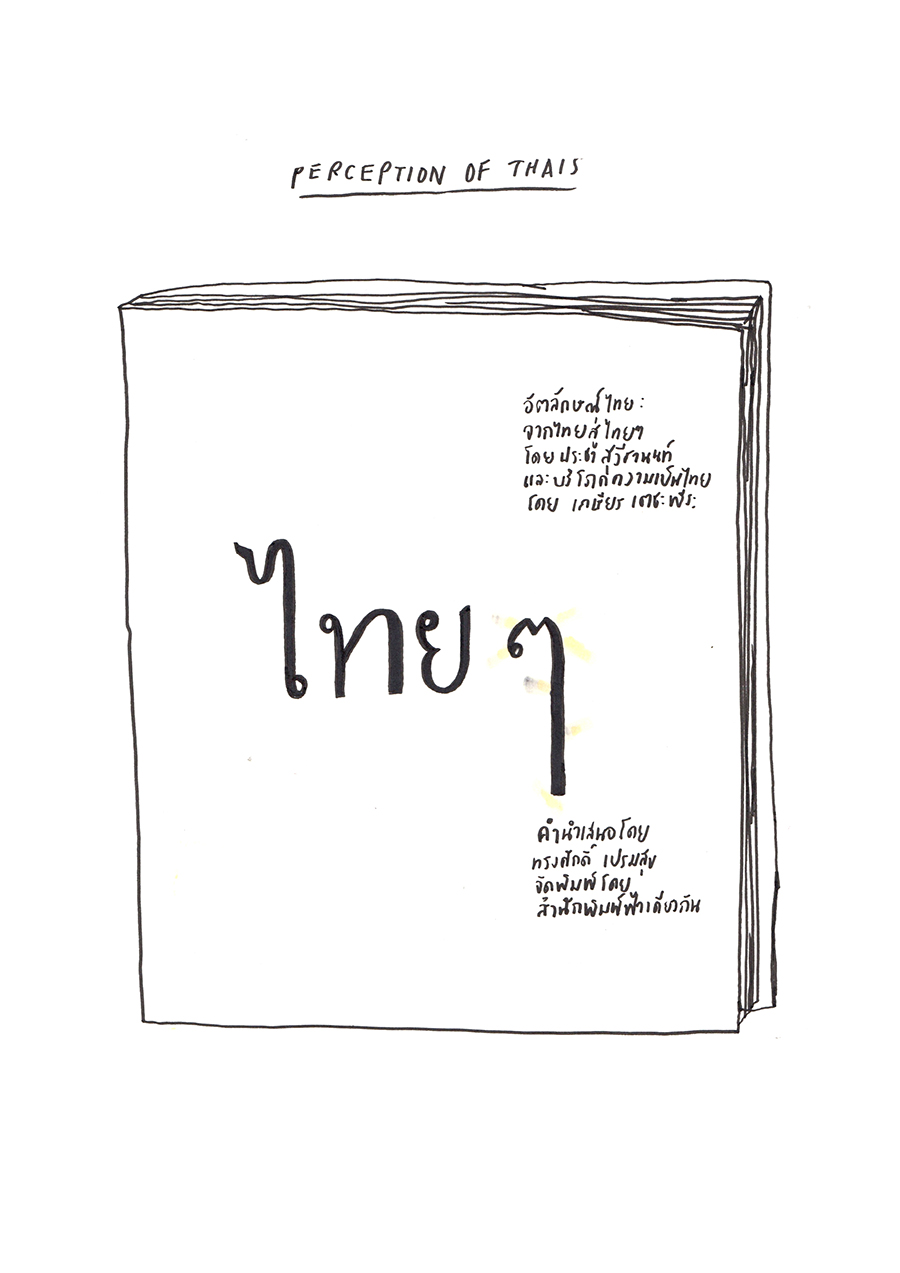 PERCEPTION OF THAIS
อัตลักษณ์ไทย:
จากไทยสู่ไทยๆ
โดย ประชา สุวีรานนท์
และบริโภคความเป็นไทย
โดย เกษียร เตชะพีระ
ไทย ๆ
คำนำเสนอโดย
ทรงศักดิ์ เปรมสุข
จัดพิมพ์โดย
สำนักพิมพ์ฟ้าเดียวกัน